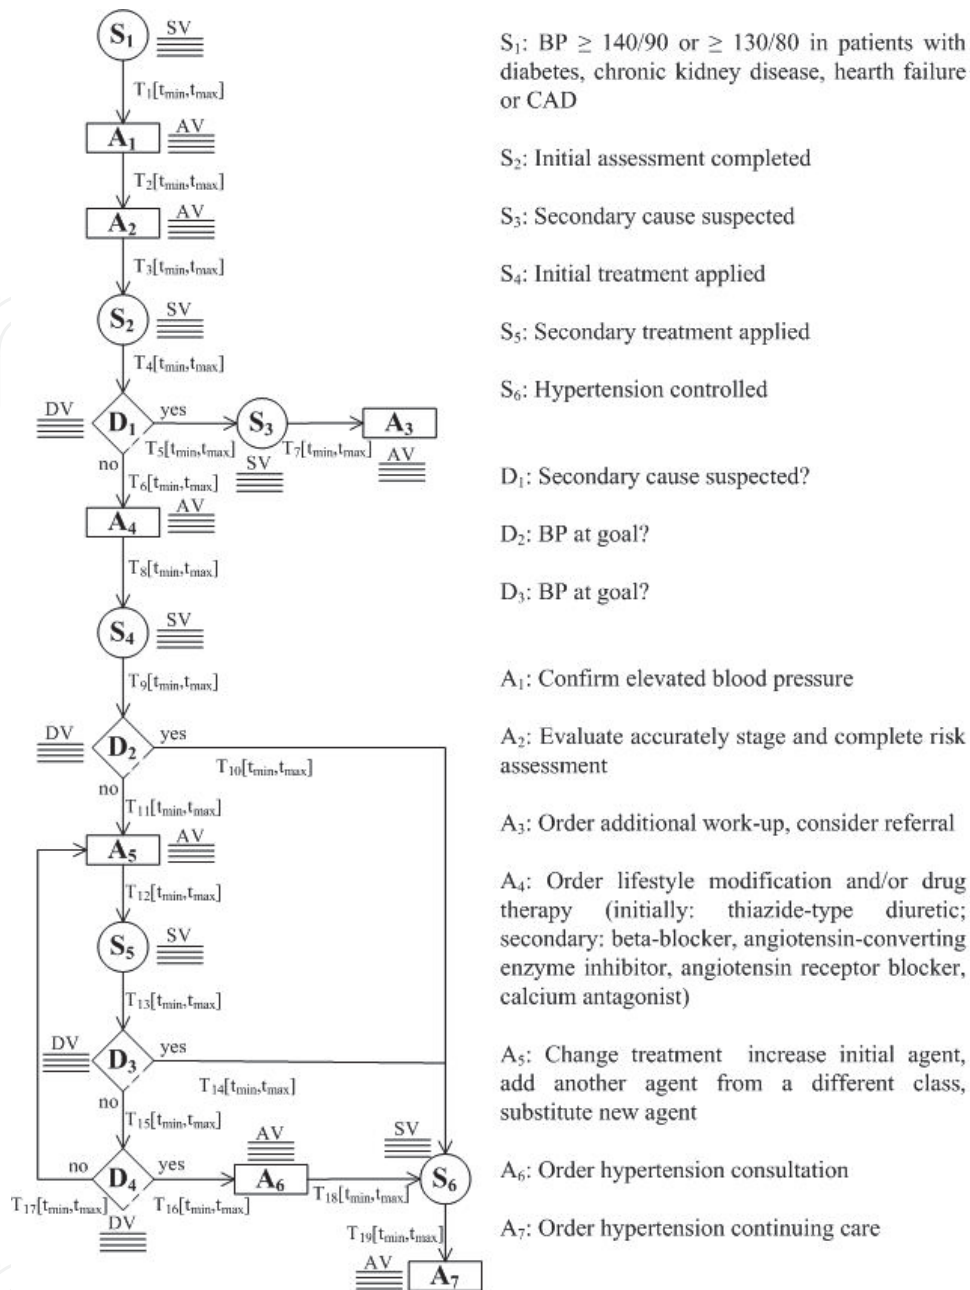 S₁ SV
T₁[tmin,tmax]
A₁ AV
T₂[tmin,tmax]
A₂ AV
T₃[tmin,tmax]
S₂ SV
T₄[tmin,tmax]
DV D₁ yes S₃ A₃
T₅[tmin,tmax] T₇[tmin,tmax]
SV AV
no
T₆[tmin,tmax]
A₄ AV
T₈[tmin,tmax]
S₄ SV
T₉[tmin,tmax]
DV D₂ yes
T₁₀[tmin,tmax]
no
T₁₁[tmin,tmax]
A₅ AV
T₁₂[tmin,tmax]
S₅ SV
T₁₃[tmin,tmax]
DV D₃ yes
T₁₄[tmin,tmax]
no
T₁₅[tmin,tmax]
AV SV
no D₄ yes A₆ S₆
T₁₇[tmin,tmax] T₁₆[tmin,tmax] T₁₈[tmin,tmax]
DV
T₁₉[tmin,tmax]
AV A₇
S₁: BP ≥ 140/90 or ≥ 130/80 in patients with
diabetes, chronic kidney disease, hearth failure
or CAD
S₂: Initial assessment completed
S₃: Secondary cause suspected
S₄: Initial treatment applied
S₅: Secondary treatment applied
S₆: Hypertension controlled
D₁: Secondary cause suspected?
D₂: BP at goal?
D₃: BP at goal?
A₁: Confirm elevated blood pressure
A₂: Evaluate accurately stage and complete risk
assessment
A₃: Order additional work-up, consider referral
A₄: Order lifestyle modification and/or drug
therapy (initially: thiazide-type diuretic;
secondary: beta-blocker, angiotensin-converting
enzyme inhibitor, angiotensin receptor blocker,
calcium antagonist)
A₅: Change treatment increase initial agent,
add another agent from a different class,
substitute new agent
A₆: Order hypertension consultation
A₇: Order hypertension continuing care